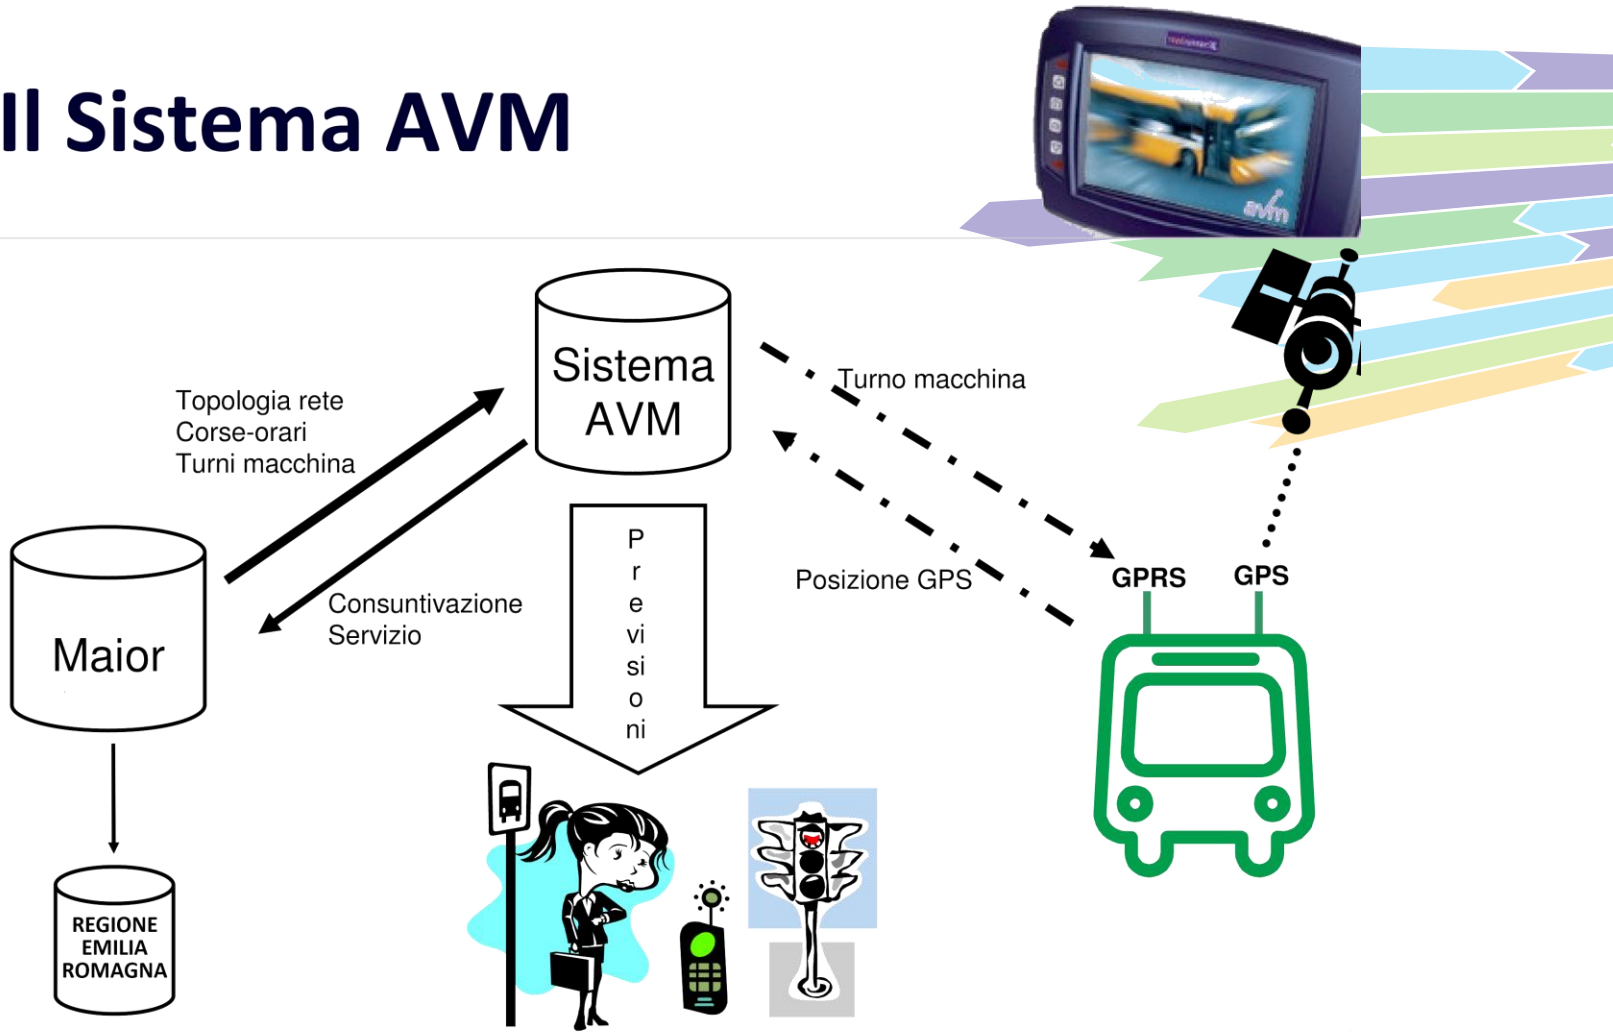 Il Sistema AVM
avm
Sistema
AVM
Turno macchina
Topologia rete
Corse-orari
Turni macchina
P
r
e
vi
si
o
ni
Posizione GPS
GPRS
GPS
Consuntivazione
Servizio
Maior
REGIONE
EMILIA
ROMAGNA